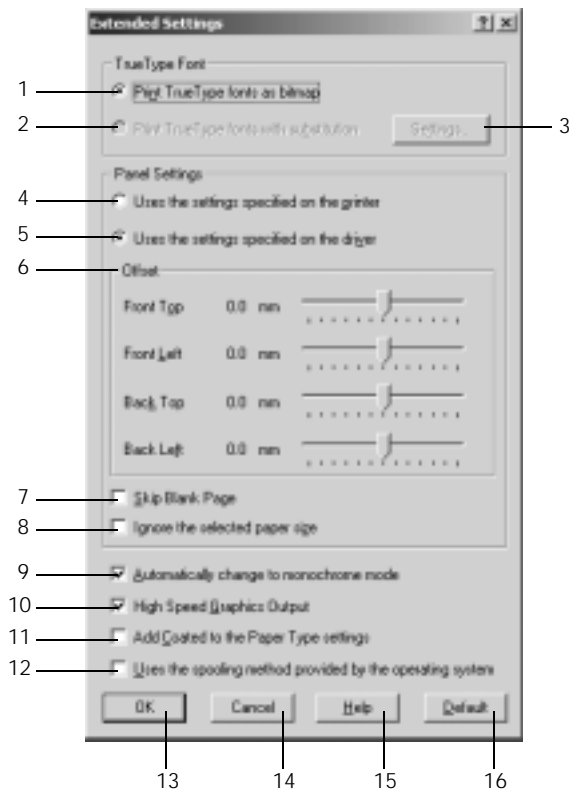 Extended Settings
TrueType Font
1 Print TrueType fonts as bitmap
2 Print TrueType fonts with substitution Settings... 3
Panel Settings
4 Uses the settings specified on the printer
5 Uses the settings specified on the driver
6 Offset
Front Top 0.0 mm
Front Left 0.0 mm
Back Top 0.0 mm
Back Left 0.0 mm
7 Skip Blank Page
8 Ignore the selected paper size
9 Automatically change to monochrome mode
10 High Speed Graphics Output
11 Add Coated to the Paper Type settings
12 Uses the spooling method provided by the operating system
OK Cancel Help Default
13 14 15 16